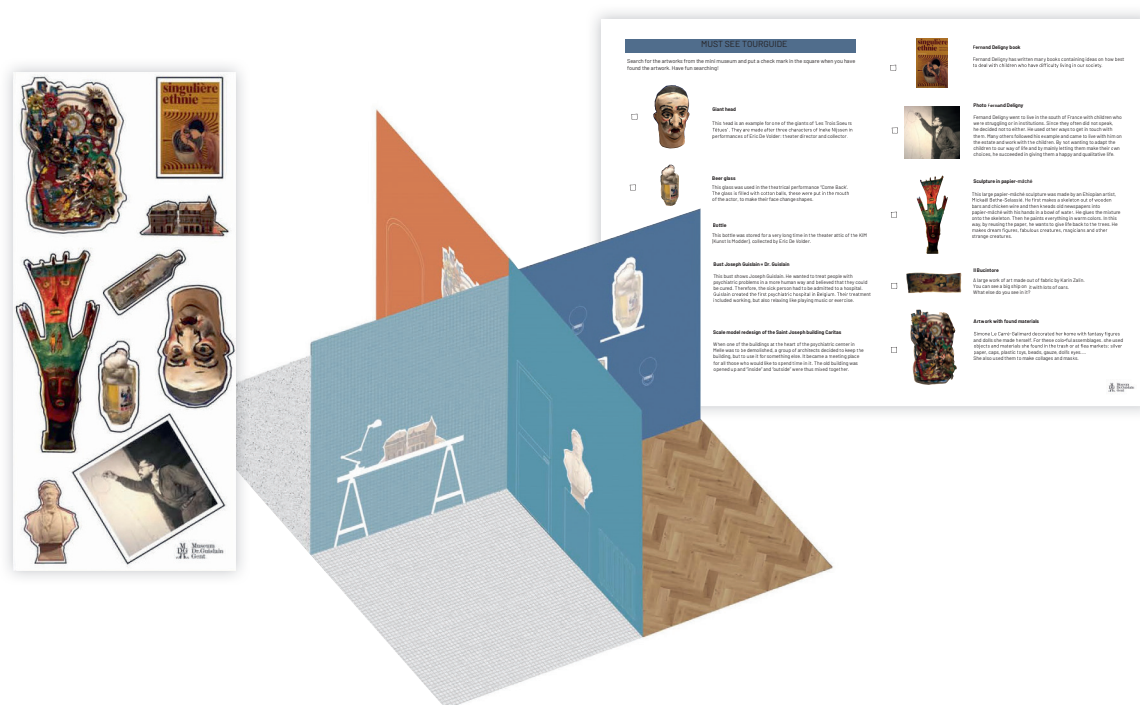 singulière
ethnie
Museum
Dr. Guislain
Gent
MUST SEE TOURGUIDE
Search for the artworks from the mini museum and put a check mark in the square when you have
found the artwork. Have fun searching!
Giant head
This head is an example for one of the giants of 'Les Trois Soes is
Tittues'. They are made after three characters of Ineke Nijssen in
performances of Eric De Volder: theater director and collector.
Beer glass
This glass was used in the theatrical performance 'Come Back'.
The glass is filled with cotton balls, these were put in the mouth
of the actor, to make their face change shapes.
Bottle
This bottle was stored for a very long time in the theater attic of the KIM
(Kunst is Modder), collected by Eric De Volder.
Bust Joseph Guislain = Dr. Guislain
This bust shows Joseph Guislain. He wanted to treat people with
psychiatric problems in a more human way and believed that they could
be cured. Therefore, the sick person had to be admitted to a hospital.
Guislain created the first psychiatric hospital in Belgium. Their treatment
included working, but also relaxing like playing music or exercise.
Scale model redesign of the Saint Joseph building Caritas
When one of the buildings at the heart of the psychiatric center in
Melle was to be demolished, a group of architects decided to keep the
building, but to use it for something else. It became a meeting place
for all those who would like to spend time in it. The old building was
opened up and "inside" and "outside" were thus mixed together.
singulière
ethnie
Fernand Deligny book
Fernand Deligny has written many books containing ideas on how best
to deal with children who have difficulty living in our society.
Photo Fernand Deligny
Fernand Deligny went to live in the south of France with children who
were struggling or in institutions. Since they often did not speak,
he decided not to either. He used other ways to get in touch with
them. Many others followed his example and came to live with him on
the estate and work with the children. By not wanting to adapt the
children to our way of life and by mainly letting them make their own
choices, he succeeded in giving them a happy and qualitative life.
Sculpture in papier-mâché
This large papier-mâché sculpture was made by an Ethiopian artist,
Mickaël Bethe-Selassié. He first makes a skeleton out of wooden
bars and chicken wire and then kneads old newspapers into
papier-mâché with his hands in a bowl of water. He glues the mixture
onto the skeleton. Then he paints everything in warm colors. In this
way, by reusing the paper, he wants to give life back to the trees. He
makes dream figures, fabulous creatures, magicians and other
strange creatures.
Il Bucintore
A large work of art made out of fabric by Karin Zalin.
You can see a big ship on it with lots of oars.
What else do you see in it?
Artwork with found materials
Simone Le Carré-Galimard decorated her home with fantasy figures
and dolls she made herself. For these colorful assemblages, she used
objects and materials she found in the trash or at flea markets: silver
paper, caps, plastic toys, beads, gauze, dolls eyes....
She also used them to make collages and masks.
Museum
Dr. Guislain
Gent